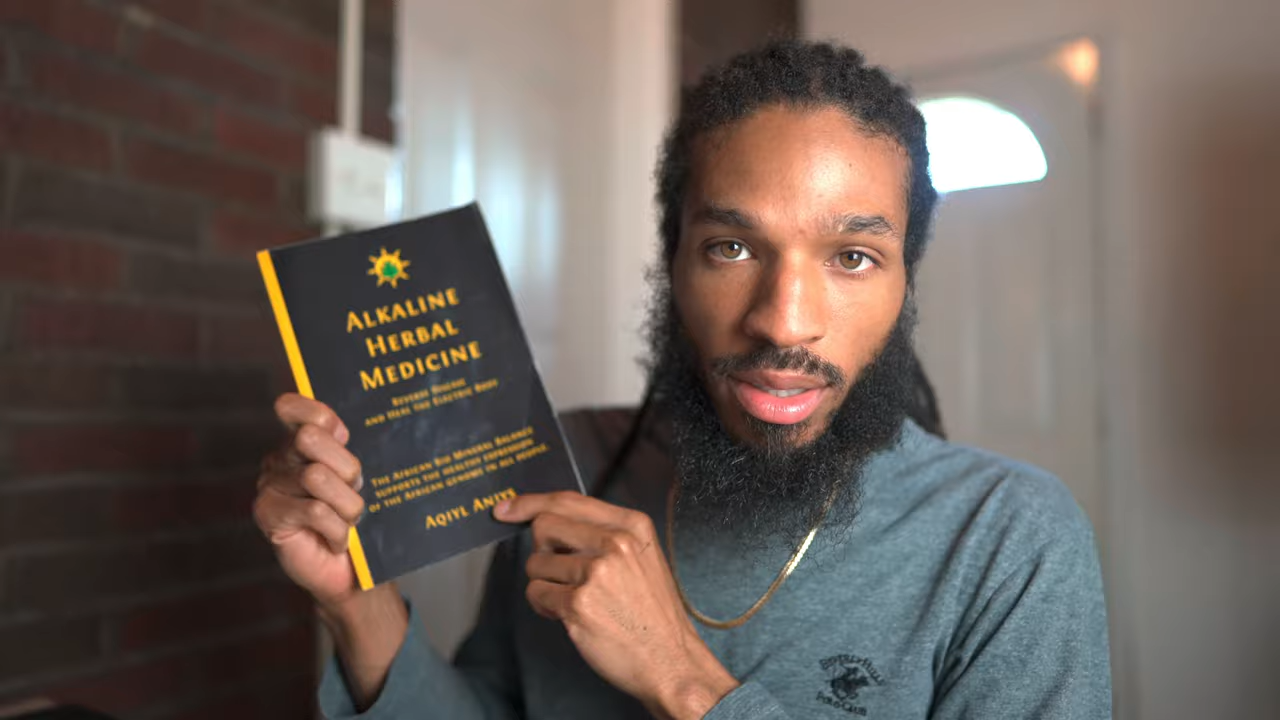 ALKALINE
HERBAL
MEDICINE
REVERSE DISEASE
AND HEAL THE ELECTRIC BODY
THE AFRICAN BIO MINERAL BALANCE
SUPPORTS THE HEALTHY EXPRESSION
OF THE AFRICAN GENOME IN ALL PEOPLE.
AQIYL ANIYS